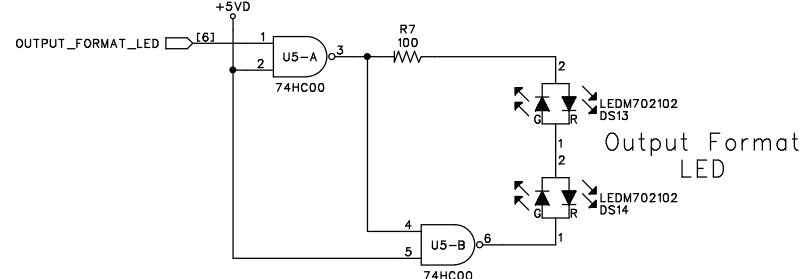 +5VD
OUTPUT_FORMAT_LED
[6]
1
2
U5-A
3
74HC00
R7
100
2
G
R
LEDM702102
DS13
1
Output Format
LED
2
G
R
LEDM702102
DS14
1
4
5
U5-B
6
74HC00